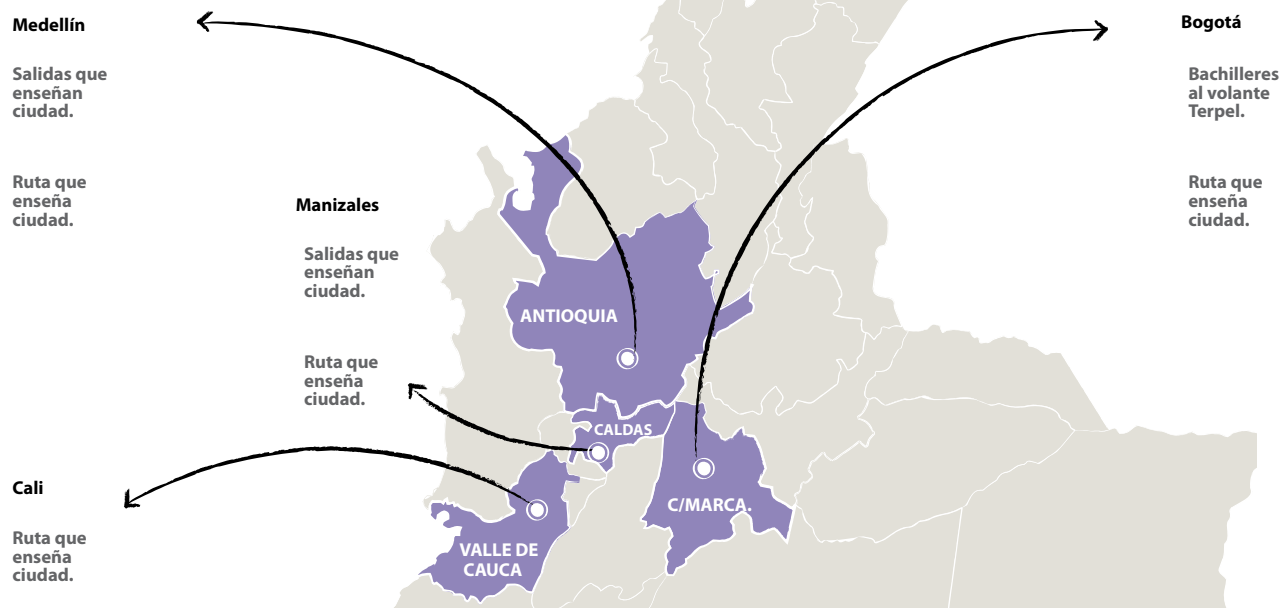 Medellín
Salidas que
enseñan
ciudad.
Ruta que
enseña
ciudad.
Manizales
Salidas que
enseñan
ciudad.
Ruta que
enseña
ciudad.
Cali
Ruta que
enseña
ciudad.
Bogotá
Bachilleres
al volante
Terpel.
Ruta que
enseña
ciudad.
ANTIOQUIA
CALDAS
C/MARCA.
VALLE DE
CAUCA